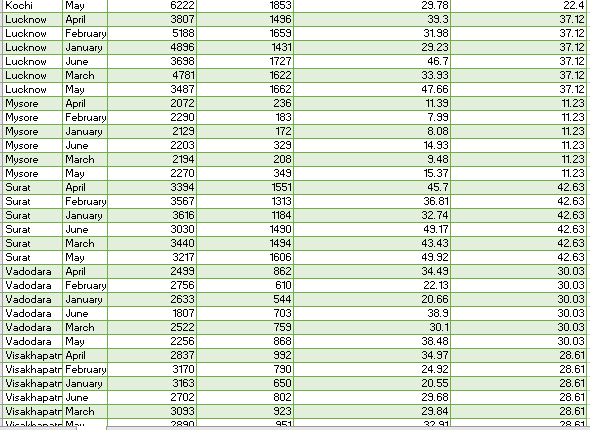 Kochi May 6222 1853 29.78 22.4
Lucknow April 3807 1496 39.3 37.12
Lucknow February 5188 1659 31.98 37.12
Lucknow January 4896 1431 29.23 37.12
Lucknow June 3698 1727 46.7 37.12
Lucknow March 4781 1622 33.93 37.12
Lucknow May 3487 1662 47.66 37.12
Mysore April 2072 236 11.39 11.23
Mysore February 2290 183 7.99 11.23
Mysore January 2129 172 8.08 11.23
Mysore June 2203 329 14.93 11.23
Mysore March 2194 208 9.48 11.23
Mysore May 2270 349 15.37 11.23
Surat April 3394 1551 45.7 42.63
Surat February 3567 1313 36.81 42.63
Surat January 3616 1184 32.74 42.63
Surat June 3030 1490 49.17 42.63
Surat March 3440 1494 43.43 42.63
Surat May 3217 1606 49.92 42.63
Vadodara April 2499 862 34.49 30.03
Vadodara February 2756 610 22.13 30.03
Vadodara January 2633 544 20.66 30.03
Vadodara June 1807 703 38.9 30.03
Vadodara March 2522 759 30.1 30.03
Vadodara May 2256 868 38.48 30.03
Visakhapatn April 2837 992 34.97 28.61
Visakhapatn February 3170 790 24.92 28.61
Visakhapatn January 3163 650 20.55 28.61
Visakhapatn June 2702 802 29.68 28.61
Visakhapatn March 3093 923 29.84 28.61
Visakhapatn May 2890 951 32.91 28.61